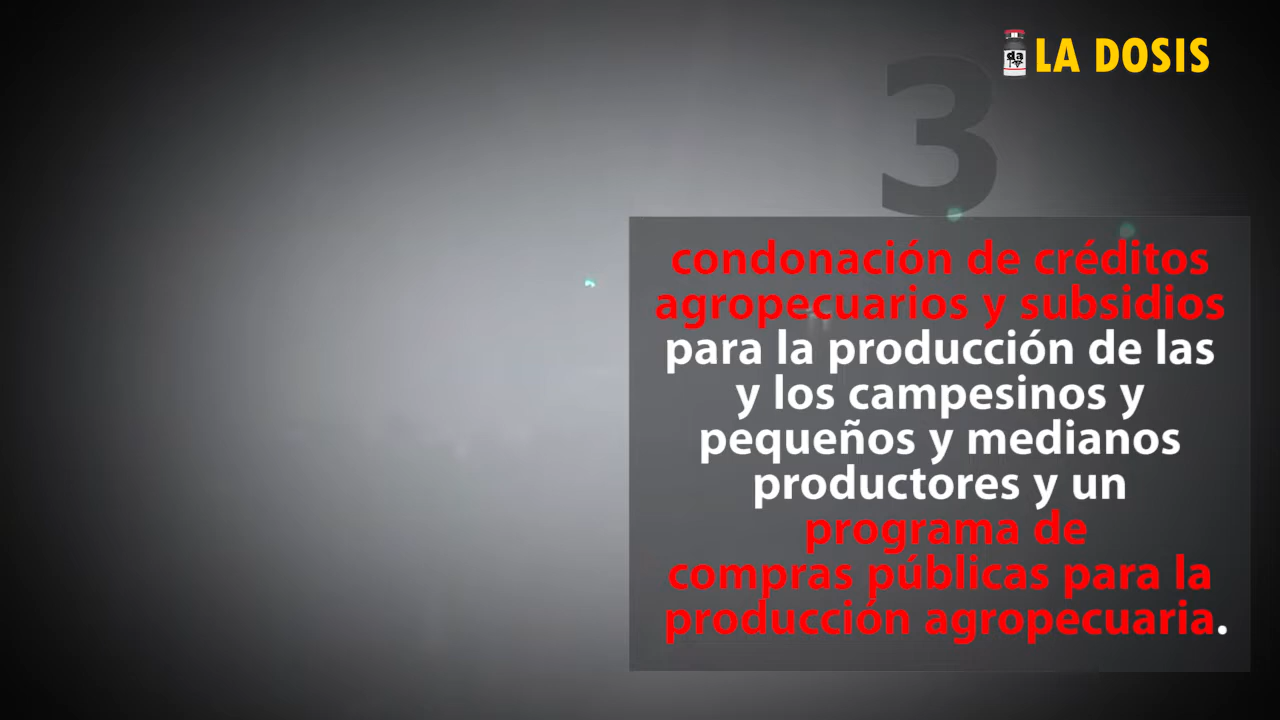 LA DOSIS
3
condonación de créditos
agropecuarios y subsidios
para la producción de las
y los campesinos y
pequeños y medianos
productores y un
programa de
compras públicas para la
producción agropecuaria.